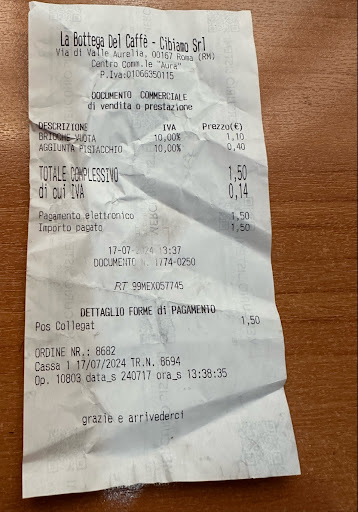 La Bottega Del Caffè - Cibiamo Srl
Via di Valle Aurelia, 00167 Roma (RM)
Centro Comm.le "Aura"
P.Iva:01066350115
DOCUMENTO COMMERCIALE
di vendita o prestazione
DESCRIZIONE IVA Prezzo(€)
BRIOCHE VUOTA 10,00% 1,10
AGGIUNTA PISTACCHIO 10,00% 0,40
TOTALE COMPLESSIVO 1,50
di cui IVA 0,14
Pagamento elettronico 1,50
Importo pagato 1,50
17-07-2024 13:37
DOCUMENTO N. 1774-0250
RT 99MEX057745
DETTAGLIO FORME di PAGAMENTO
Pos Collegat 1,50
ORDINE NR.: 8682
Cassa 1 17/07/2024 TR.N. 8694
Op. 10803 data_s 240717 ora_s 13:38:35
grazie e arrivederci